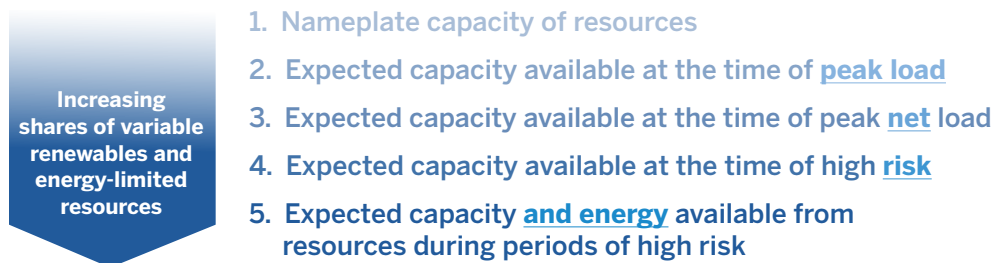 Increasing
shares of variable
renewables and
energy-limited
resources
1. Nameplate capacity of resources
2. Expected capacity available at the time of peak load
3. Expected capacity available at the time of peak net load
4. Expected capacity available at the time of high risk
5. Expected capacity and energy available from
resources during periods of high risk